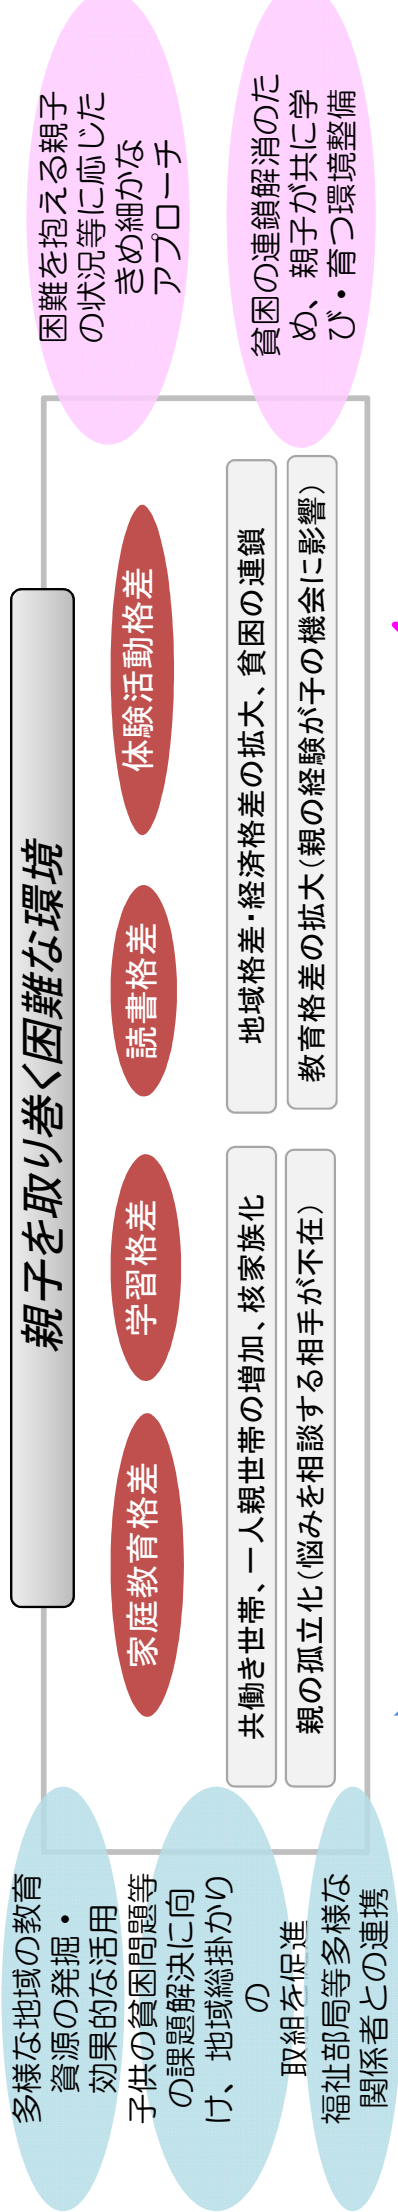 親子を取り巻く困難な環境
多様な地域の教育
資源の発掘・
効果的な活用
子供の貧困問題等
の課題解決に向
け、地域総掛かり
の
取組を促進
福祉部局等多様な
関係者との連携
家庭教育格差
学習格差
読書格差
体験活動格差
共働き世帯、一人親世帯の増加、核家族化
親の孤立化（悩みを相談する相手が不在）
地域格差・経済格差の拡大、貧困の連鎖
教育格差の拡大（親の経験が子の機会に影響）
困難を抱える親子
の状況等に応じた
きめ細かな
アプローチ
貧困の連鎖解消のた
め、親子が共に学
び・育つ環境整備